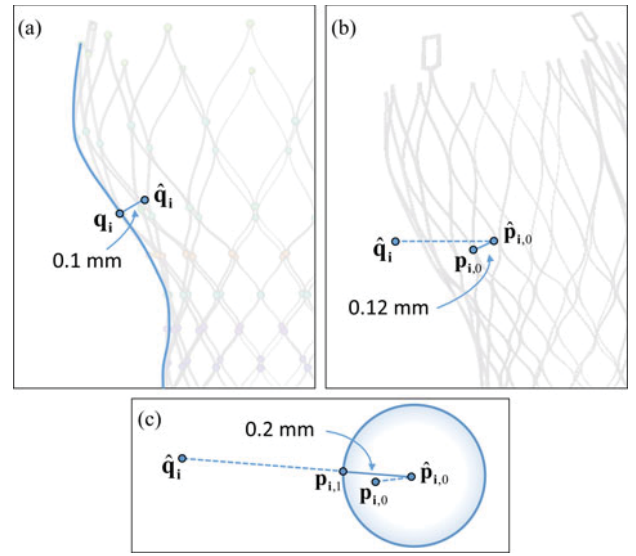 (a)
q̂ᵢ
qᵢ
0.1 mm
(b)
q̂ᵢ
p̂ᵢ,₀
pᵢ,₀
0.12 mm
(c)
0.2 mm
q̂ᵢ
pᵢ,₁
pᵢ,₀
p̂ᵢ,₀